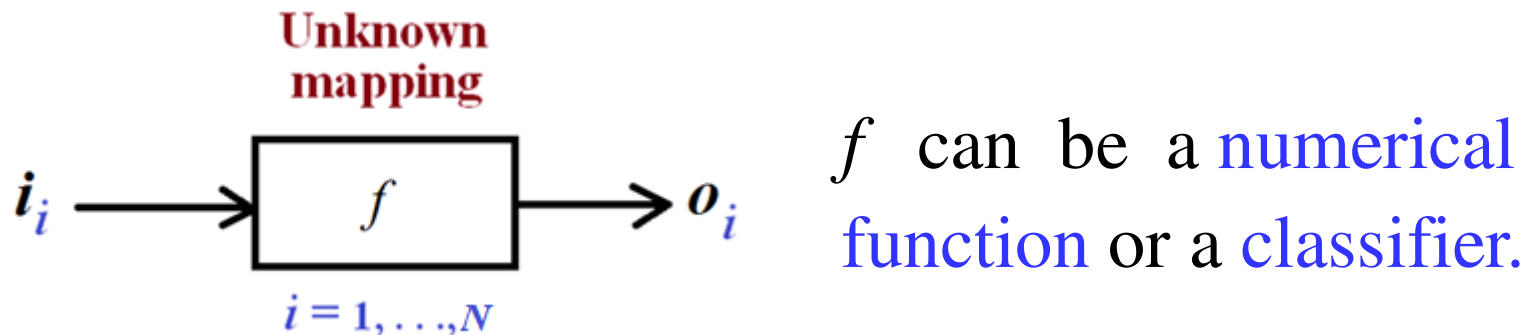 Unknown
mapping
i_i f o_i
i = 1, . . .,N
f can be a numerical
function or a classifier.